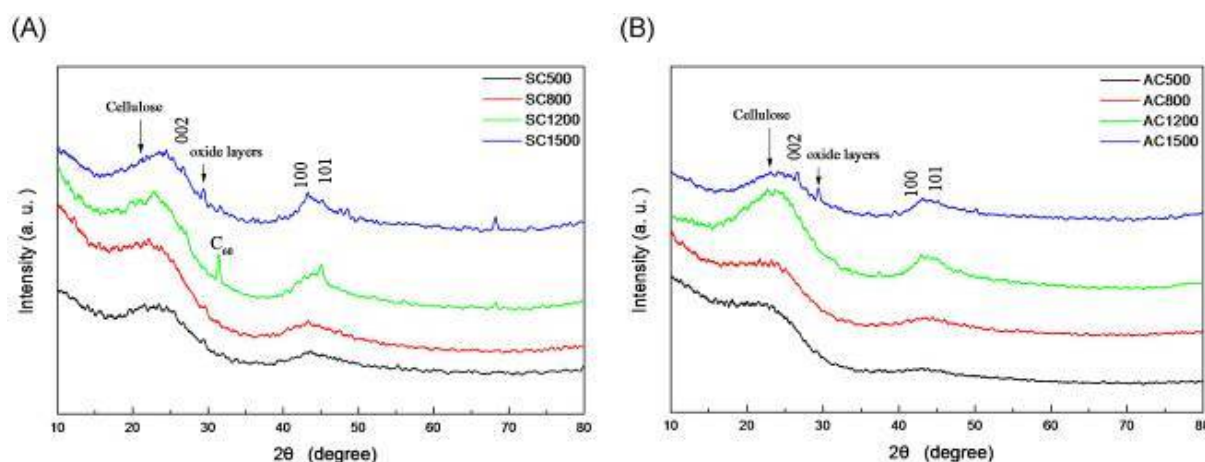 (A)
SC500
SC800
SC1200
SC1500
Cellulose
002
oxide layers
100
101
C60
Intensity (a. u.)
10 20 30 40 50 60 70 80
2θ (degree)
(B)
AC500
AC800
AC1200
AC1500
Cellulose
002
oxide layers
100
101
Intensity (a. u.)
10 20 30 40 50 60 70 80
2θ (degree)